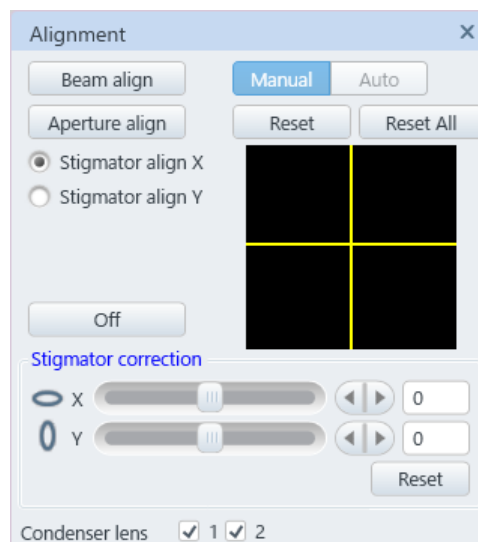 Alignment
Beam align Manual Auto
Aperture align Reset Reset All
Stigmator align X
Stigmator align Y
Off
Stigmator correction
X 0
Y 0
Reset
Condenser lens 1 2